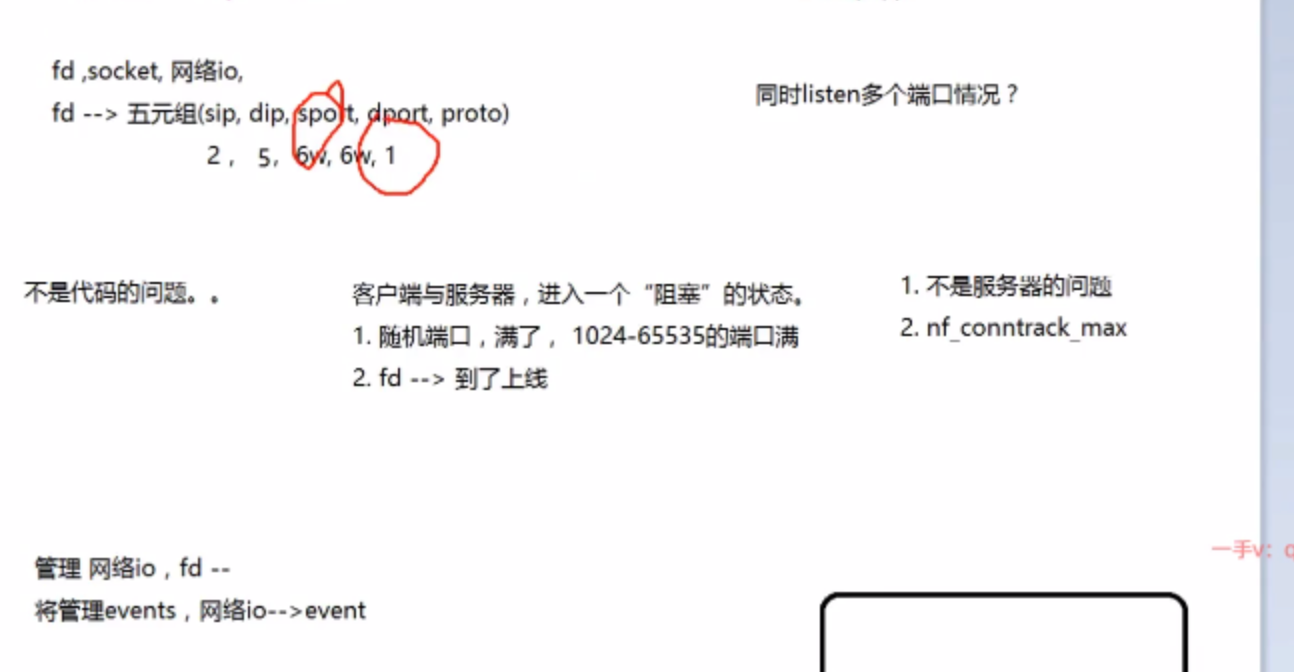 fd ,socket, 网络io,
fd --> 五元组(sip, dip, sport, dport, proto)
2 , 5, 6w, 6w, 1
同时listen多个端口情况？
不是代码的问题。。
客户端与服务器，进入一个“阻塞”的状态。
1. 随机端口，满了， 1024-65535的端口满
2. fd --> 到了上线
1. 不是服务器的问题
2. nf_conntrack_max
管理 网络io，fd --
将管理events，网络io-->event
一手v: